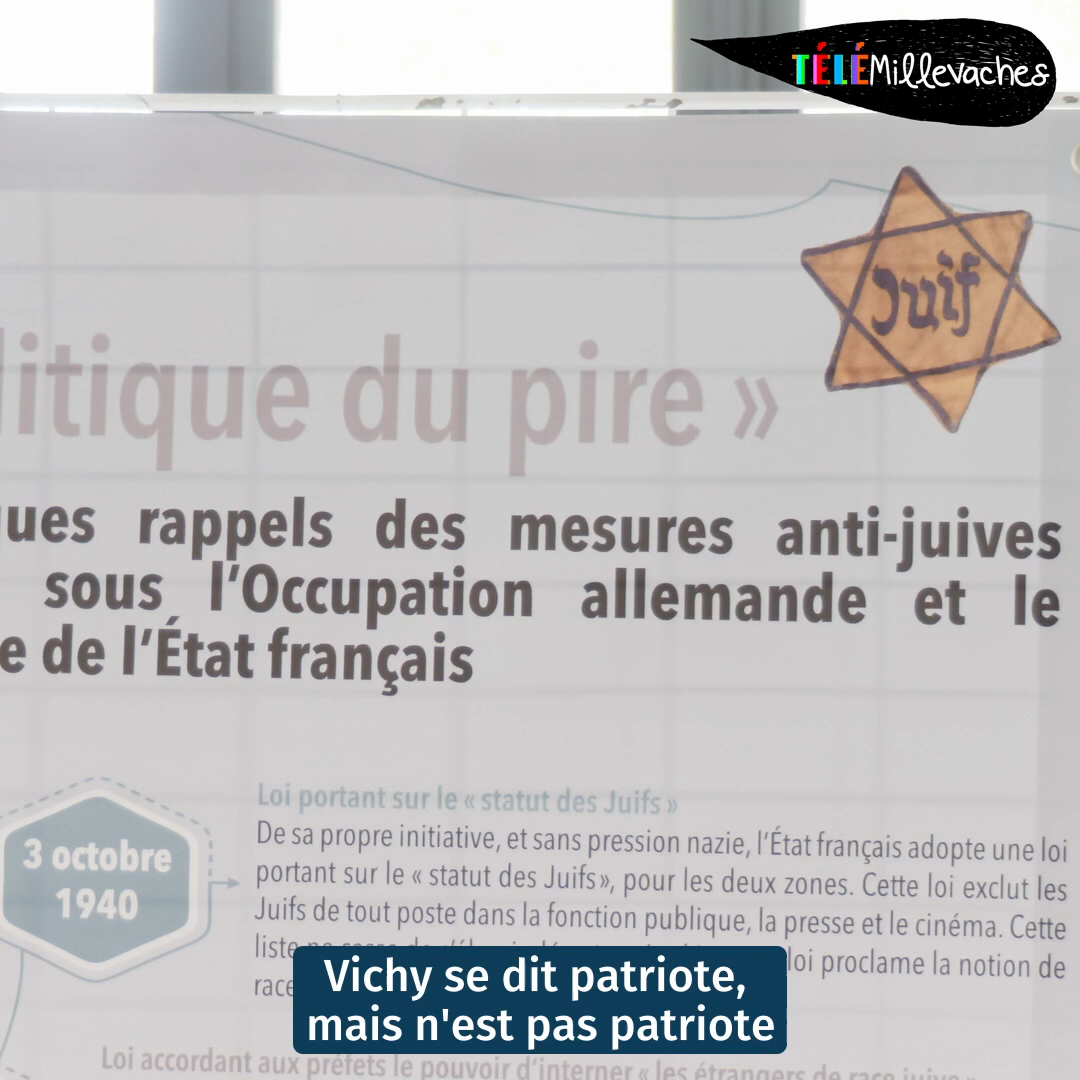 TÉLÉMillevaches
Juif
litique du pire »
ues rappels des mesures anti-juives
sous l'Occupation allemande et le
e de l'État français
3 octobre
1940
Loi portant sur le « statut des Juifs »
De sa propre initiative, et sans pression nazie, l'État français adopte une loi
portant sur le « statut des Juifs », pour les deux zones. Cette loi exclut les
Juifs de tout poste dans la fonction publique, la presse et le cinéma. Cette
liste loi proclame la notion de
race
Vichy se dit patriote,
mais n'est pas patriote
Loi accordant aux préfets le pouvoir d'interner « les étrangers de race juive »